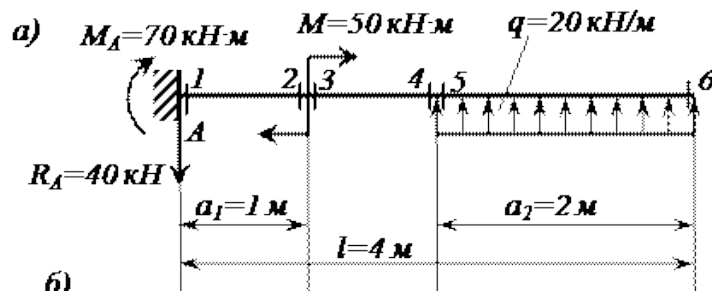 а) M_A=70 кН·м M=50 кН·м q=20 кН/м
1 2 3 4 5 6
A
R_A=40 кН
a_1=1 м a_2=2 м
l=4 м
б)